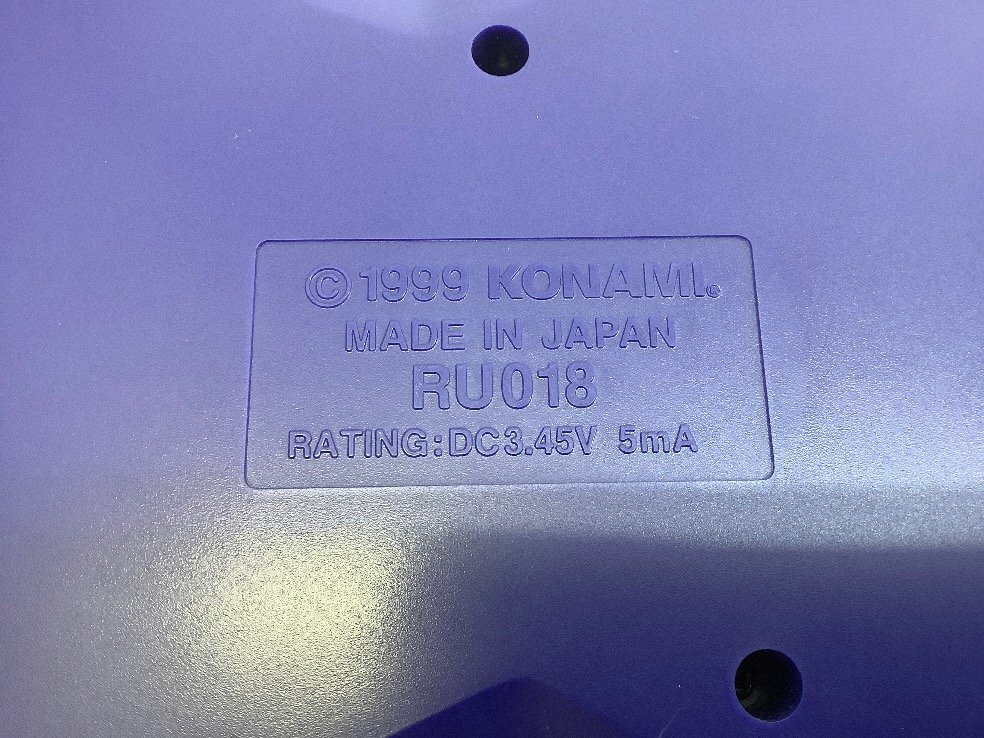 ©1999 KONAMI®
MADE IN JAPAN
RU018
RATING:DC3.45V 5mA